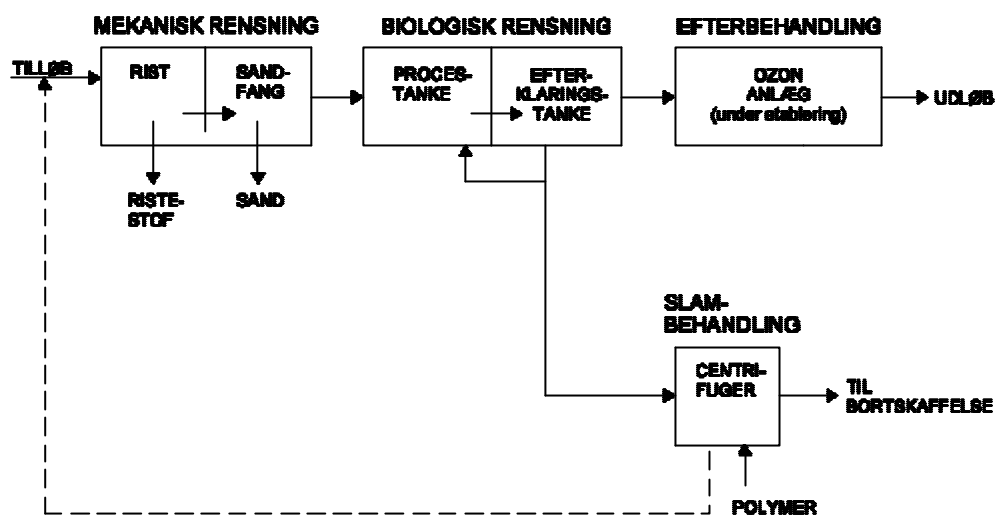 MEKANISK RENSNING
BIOLOGISK RENSNING
EFTERBEHANDLING
TILLØB
RIST
SAND-
FANG
PROCES-
TANKE
EFTER-
KLARINGS-
TANKE
OZON
ANLÆG
(under stablering)
UDLØB
RISTE-
STOF
SAND
SLAM-
BEHANDLING
CENTRI-
FUGER
TIL
BORTSKAFFELSE
POLYMER